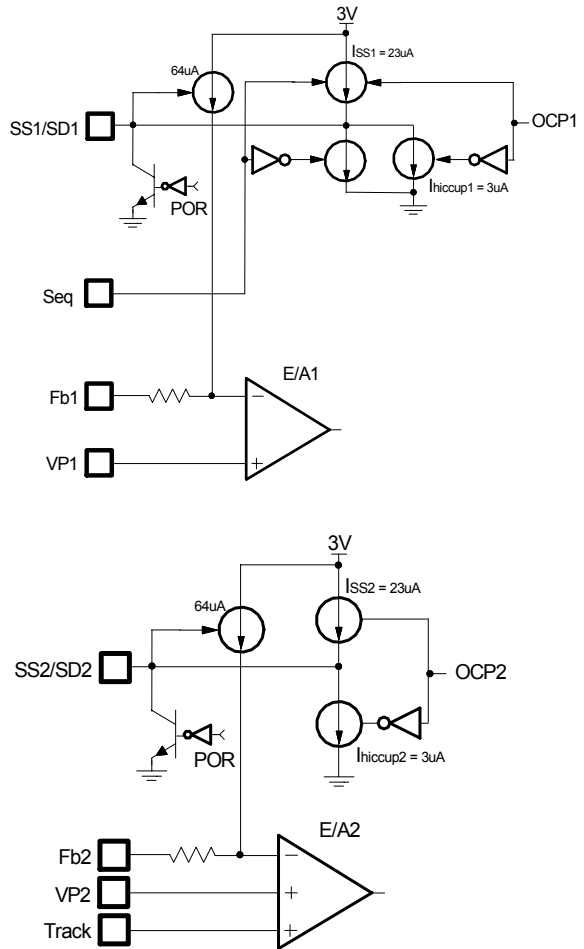 3V
ISS1 = 23uA
64uA
SS1/SD1
OCP1
Ihiccup1 = 3uA
POR
Seq
E/A1
Fb1
VP1
3V
ISS2 = 23uA
64uA
SS2/SD2
OCP2
POR
Ihiccup2 = 3uA
E/A2
Fb2
VP2
Track